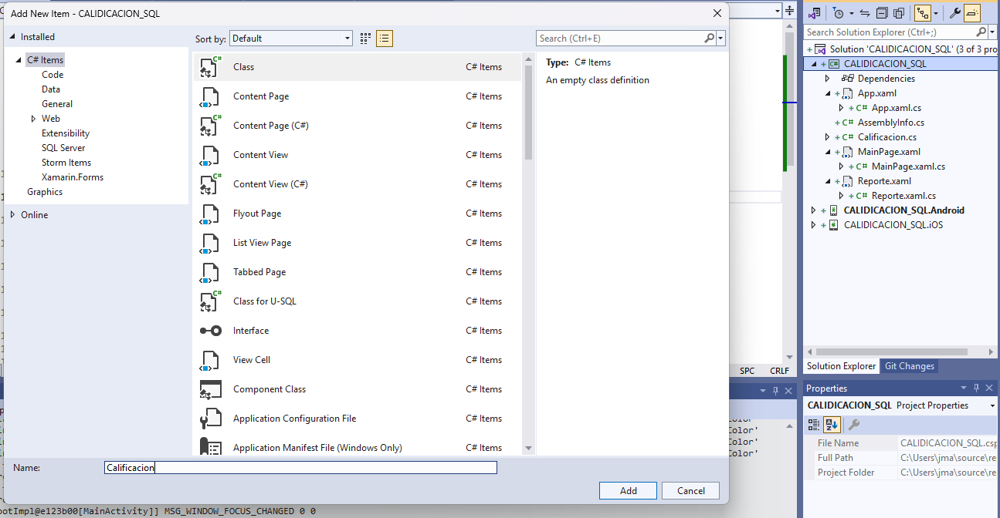 Add New Item - CALIDICACION_SQL
Installed
C# Items
Code
Data
General
Web
Extensibility
SQL Server
Storm Items
Xamarin.Forms
Graphics
Online
Sort by: Default
Search (Ctrl+E)
Class C# Items
Content Page C# Items
Content Page (C#) C# Items
Content View C# Items
Content View (C#) C# Items
Flyout Page C# Items
List View Page C# Items
Tabbed Page C# Items
Class for U-SQL C# Items
Interface C# Items
View Cell C# Items
Component Class C# Items
Application Configuration File C# Items
Application Manifest File (Windows Only) C# Items
Type: C# Items
An empty class definition
Name: Calificacion
Add Cancel
SPC CRLF
Color'
Color'
Color'
ootImpl@e123b00[MainActivity]] MSG_WINDOW_FOCUS_CHANGED 0 0
Search Solution Explorer (Ctrl+;)
Solution 'CALIDICACION_SQL' (3 of 3 pro
CALIDICACION_SQL
Dependencies
App.xaml
App.xaml.cs
AssemblyInfo.cs
Calificacion.cs
MainPage.xaml
MainPage.xaml.cs
Reporte.xaml
Reporte.xaml.cs
CALIDICACION_SQL.Android
CALIDICACION_SQL.iOS
Solution Explorer Git Changes
Properties
CALIDICACION_SQL Project Properties
File Name CALIDICACION_SQL.csp
Full Path C:\Users\jma\source\re
Project Folder C:\Users\jma\source\re